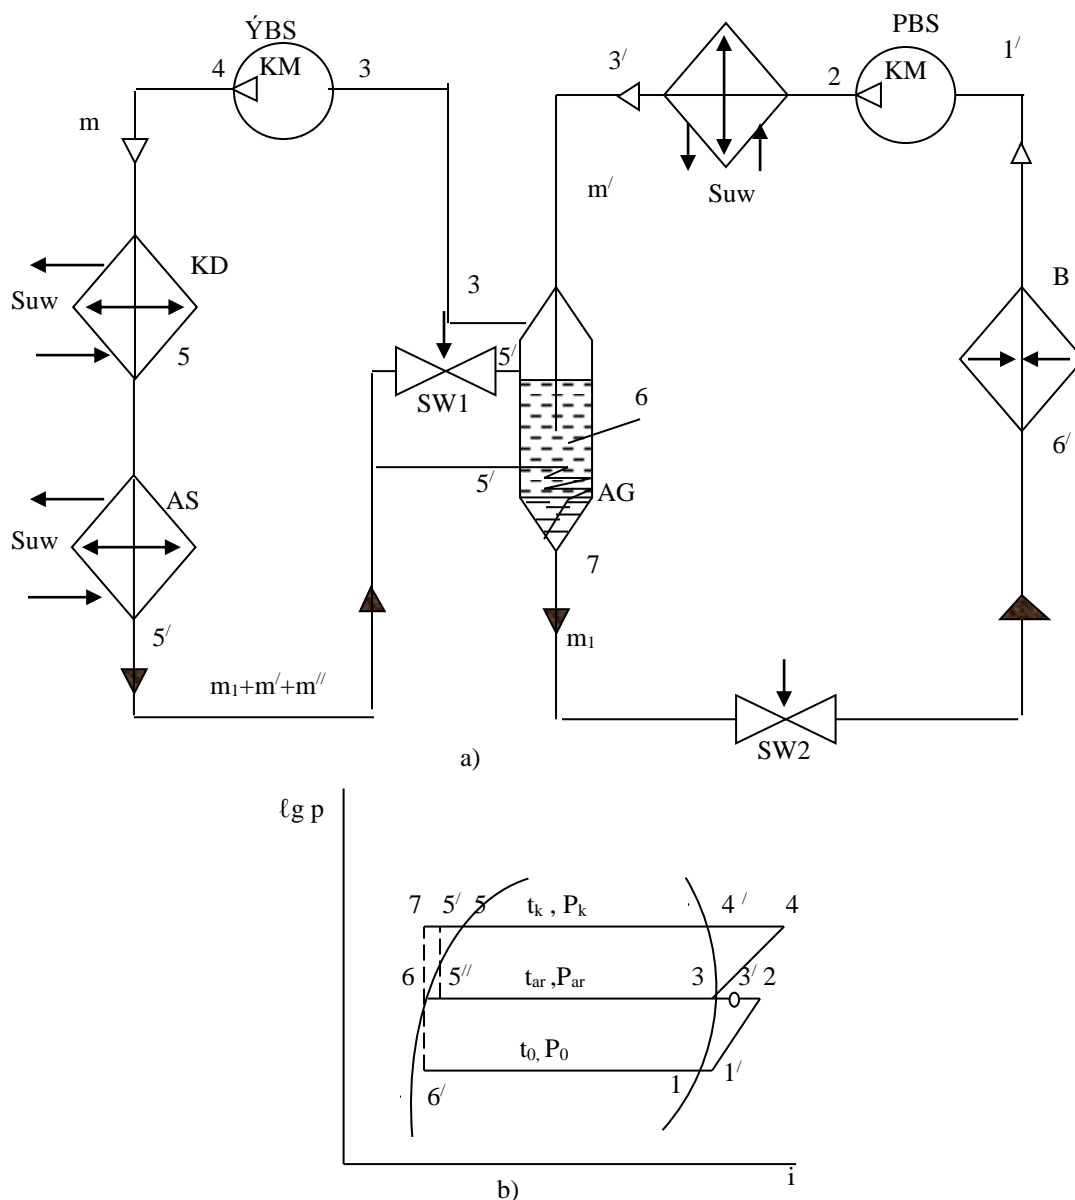 ÝBS
PBS
4
KM
3
3/
2
KM
1/
m
m/
Suw
KD
Suw
5
3
5/
SW1
6
B
6/
5/
AG
AS
Suw
7
5/
m₁
m₁+m/+m//
SW2
a)
ℓg p
7 5/ 5 tk , Pk 4 / 4
6 5// tar ,Par 3 3/ 2
t0, P0
6/ 1 1/
i
b)